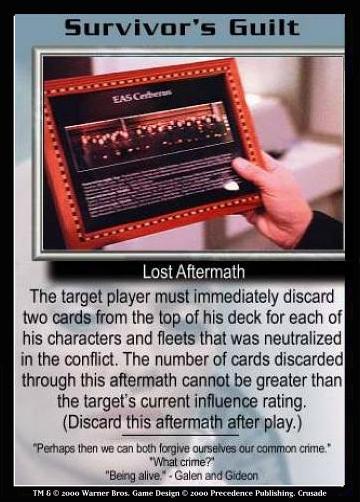 Survivor's Guilt
EAS Cerberus
Lost Aftermath
The target player must immediately discard
two cards from the top of his deck for each of
his characters and fleets that was neutralized
in the conflict. The number of cards discarded
through this aftermath cannot be greater than
the target's current influence rating.
(Discard this aftermath after play.)
"Perhaps then we can both forgive ourselves our common crime."
"What crime?"
"Being alive." - Galen and Gideon
TM & © 2000 Warner Bros. Game Design © 2000 Precedence Publishing. Crusade